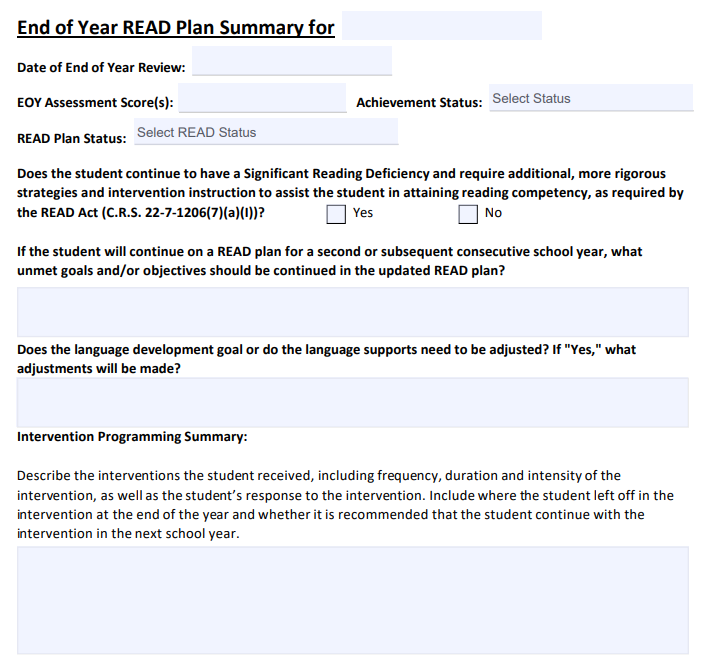 End of Year READ Plan Summary for
Date of End of Year Review:
EOY Assessment Score(s): Achievement Status: Select Status
READ Plan Status: Select READ Status
Does the student continue to have a Significant Reading Deficiency and require additional, more rigorous
strategies and intervention instruction to assist the student in attaining reading competency, as required by
the READ Act (C.R.S. 22-7-1206(7)(a)(I))? Yes No
If the student will continue on a READ plan for a second or subsequent consecutive school year, what
unmet goals and/or objectives should be continued in the updated READ plan?
Does the language development goal or do the language supports need to be adjusted? If "Yes," what
adjustments will be made?
Intervention Programming Summary:
Describe the interventions the student received, including frequency, duration and intensity of the
intervention, as well as the student’s response to the intervention. Include where the student left off in the
intervention at the end of the year and whether it is recommended that the student continue with the
intervention in the next school year.